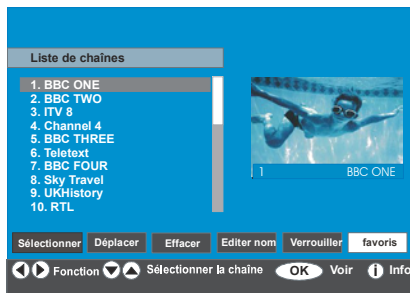 Liste de chaînes
1. BBC ONE
2. BBC TWO
3. ITV 8
4. Channel 4
5. BBC THREE
6. Teletext
7. BBC FOUR
8. Sky Travel
9. UKHistory
10. RTL
1 BBC ONE
Sélectionner Déplacer Effacer Editer nom Verrouiller favoris
Fonction Sélectionner la chaîne OK Voir i Info